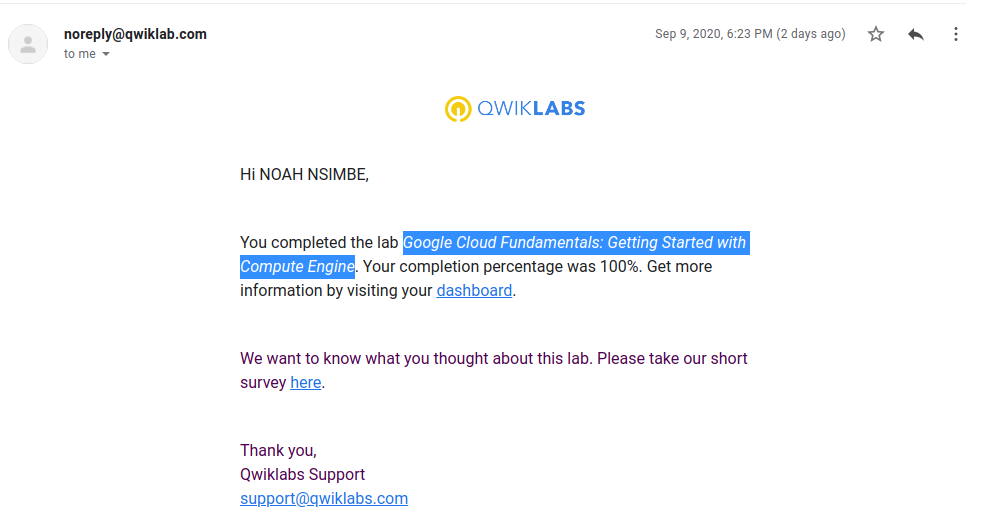 noreply@qwiklab.com
Sep 9, 2020, 6:23 PM (2 days ago)
to me
QWIKLABS
Hi NOAH NSIMBE,
You completed the lab Google Cloud Fundamentals: Getting Started with
Compute Engine. Your completion percentage was 100%. Get more
information by visiting your dashboard.
We want to know what you thought about this lab. Please take our short
survey here.
Thank you,
Qwiklabs Support
support@qwiklabs.com